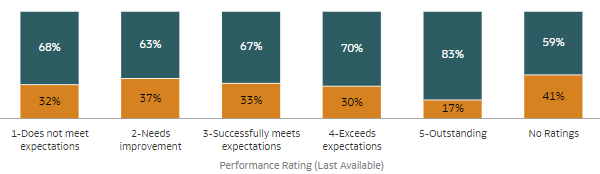 68% 63% 67% 70% 83% 59%
32% 37% 33% 30% 17% 41%
1-Does not meet 2-Needs 3-Successfully meets 4-Exceeds 5-Outstanding No Ratings
expectations improvement expectations expectations
Performance Rating (Last Available)